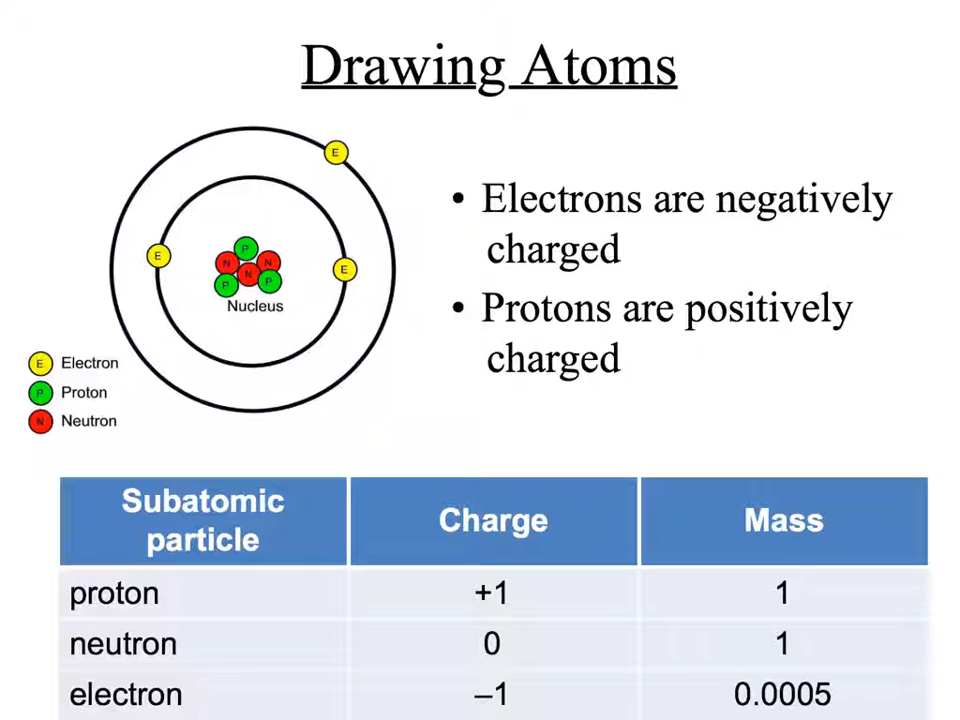 Drawing Atoms
E
E
E
P
N
N
N
P
P
Nucleus
E Electron
P Proton
N Neutron
• Electrons are negatively
charged
• Protons are positively
charged
Subatomic
particle
Charge
Mass
proton +1 1
neutron 0 1
electron –1 0.0005